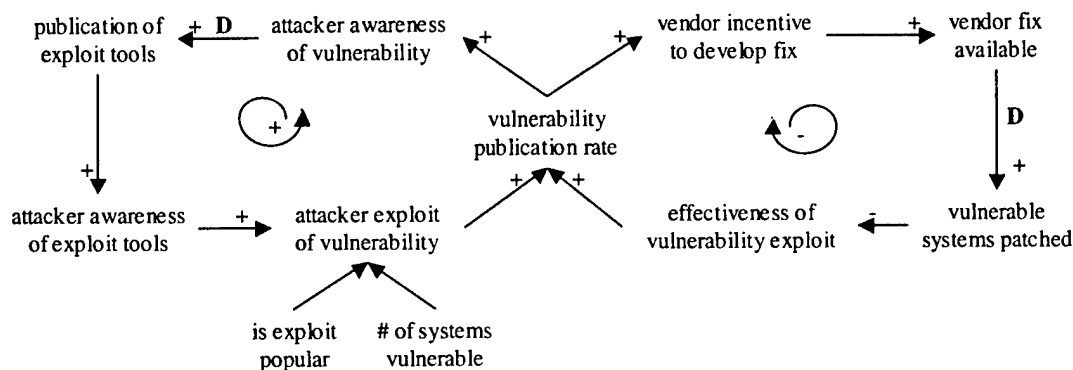 publication of
exploit tools
+ D
attacker awareness
of vulnerability
+
+
vendor incentive
to develop fix
+
vendor fix
available
+
vulnerability
publication rate
-
D
+
+
+
+
attacker awareness
of exploit tools
+
attacker exploit
of vulnerability
effectiveness of
vulnerability exploit
-
vulnerable
systems patched
is exploit
popular
# of systems
vulnerable